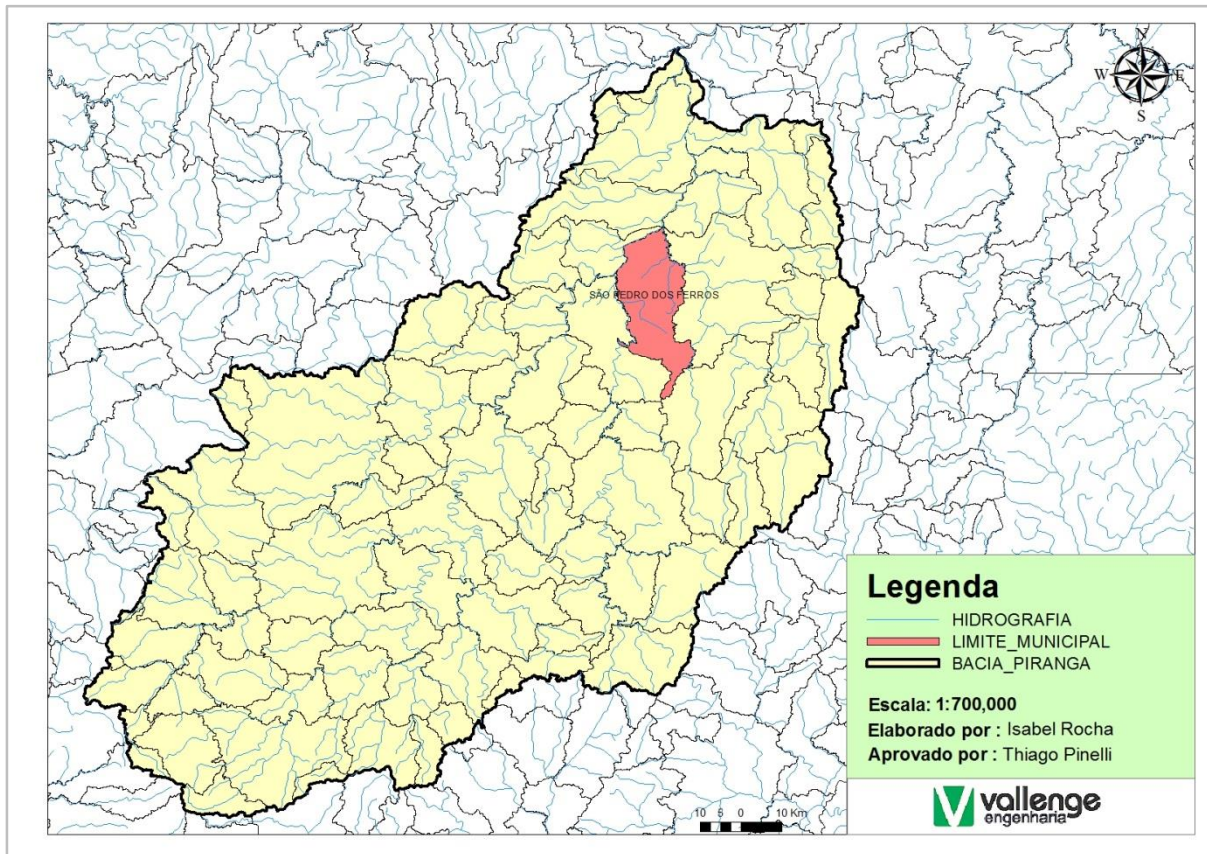 N
W E
S
SÃO PEDRO DOS FERROS
Legenda
HIDROGRAFIA
LIMITE_MUNICIPAL
BACIA_PIRANGA
Escala: 1:700,000
Elaborado por : Isabel Rocha
Aprovado por : Thiago Pinelli
10 5 0 10 Km
vallenge
engenharia